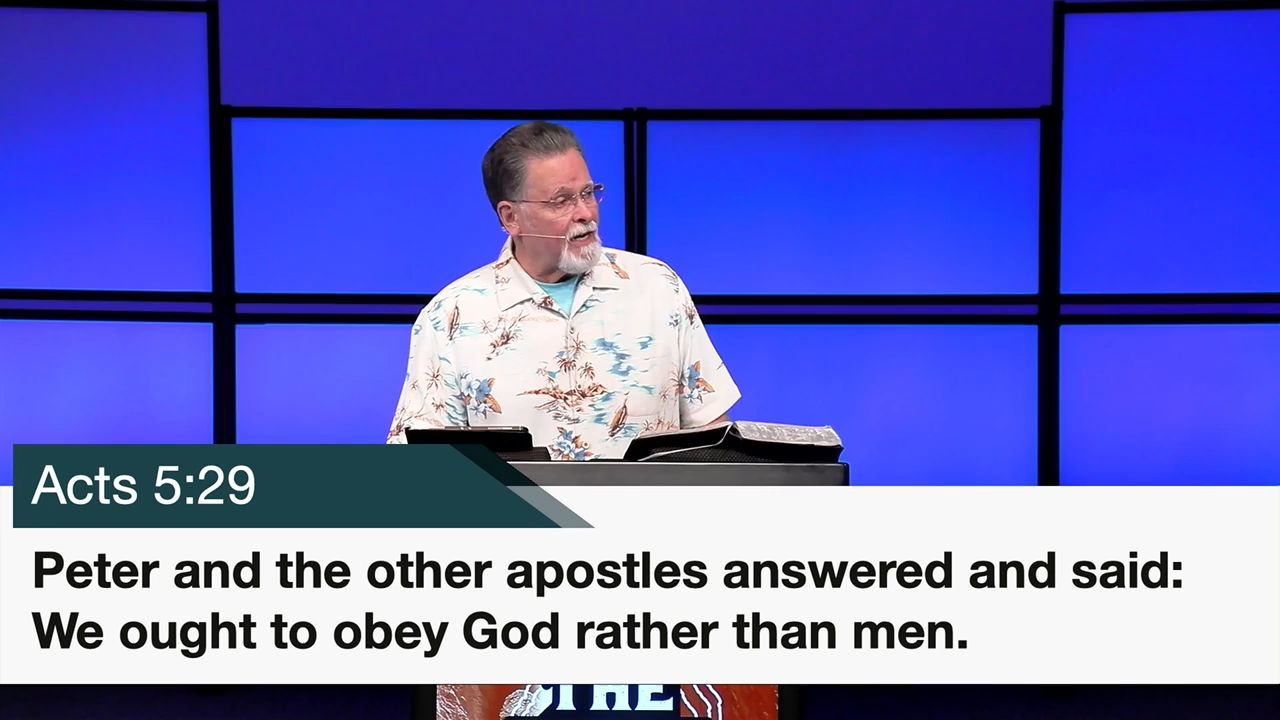 Acts 5:29
Peter and the other apostles answered and said:
We ought to obey God rather than men.
THE